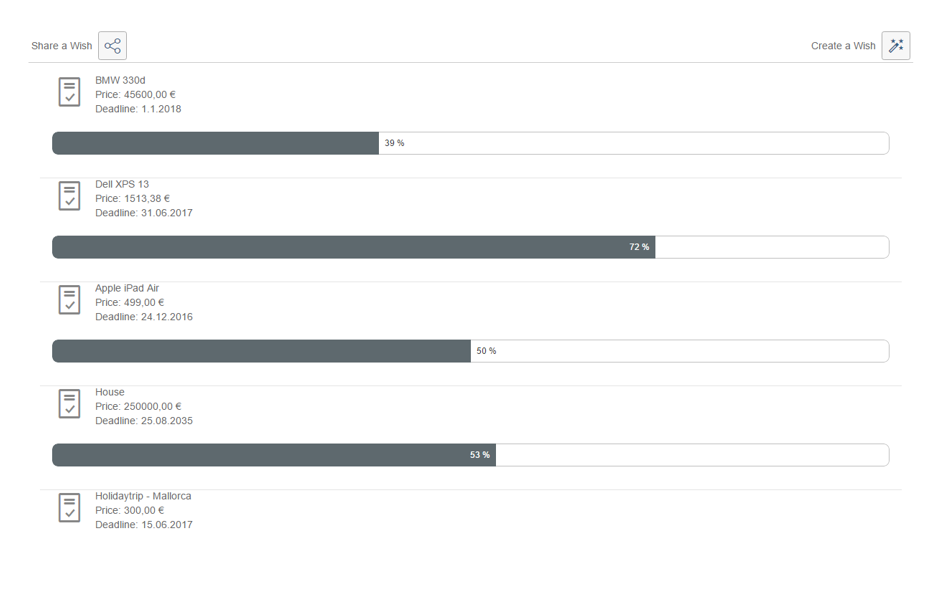 Share a Wish
Create a Wish
BMW 330d
Price: 45600,00 €
Deadline: 1.1.2018
39 %
Dell XPS 13
Price: 1513,38 €
Deadline: 31.06.2017
72 %
Apple iPad Air
Price: 499,00 €
Deadline: 24.12.2016
50 %
House
Price: 250000,00 €
Deadline: 25.08.2035
53 %
Holidaytrip - Mallorca
Price: 300,00 €
Deadline: 15.06.2017